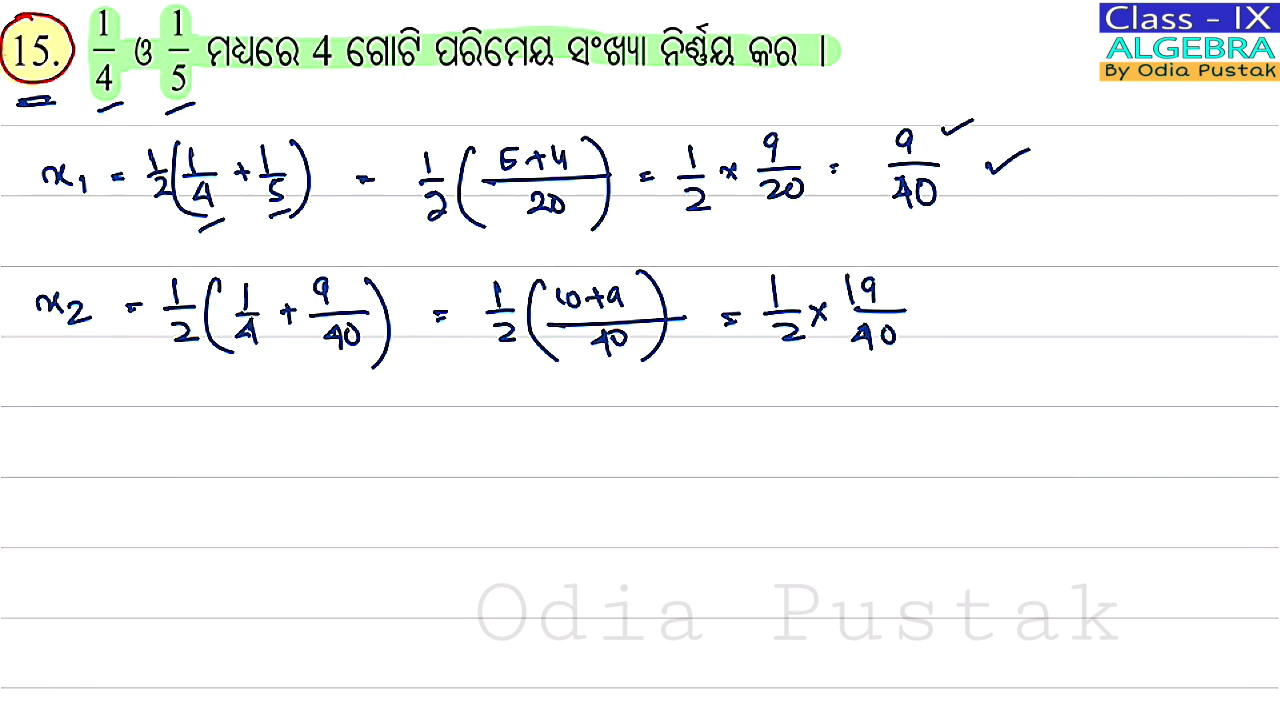 15. 1/4 ଓ 1/5 ମଧ୍ୟରେ 4 ଗୋଟି ପରିମେୟ ସଂଖ୍ୟା ନିର୍ଣ୍ଣୟ କର ।
Class - IX
ALGEBRA
By Odia Pustak
x₁ = 1/2(1/4 + 1/5) = 1/2((5+4)/20) = 1/2 × 9/20 = 9/40 ✓ ✓
x₂ = 1/2(1/4 + 9/40) = 1/2((10+9)/40) = 1/2 × 19/40
Odia Pustak